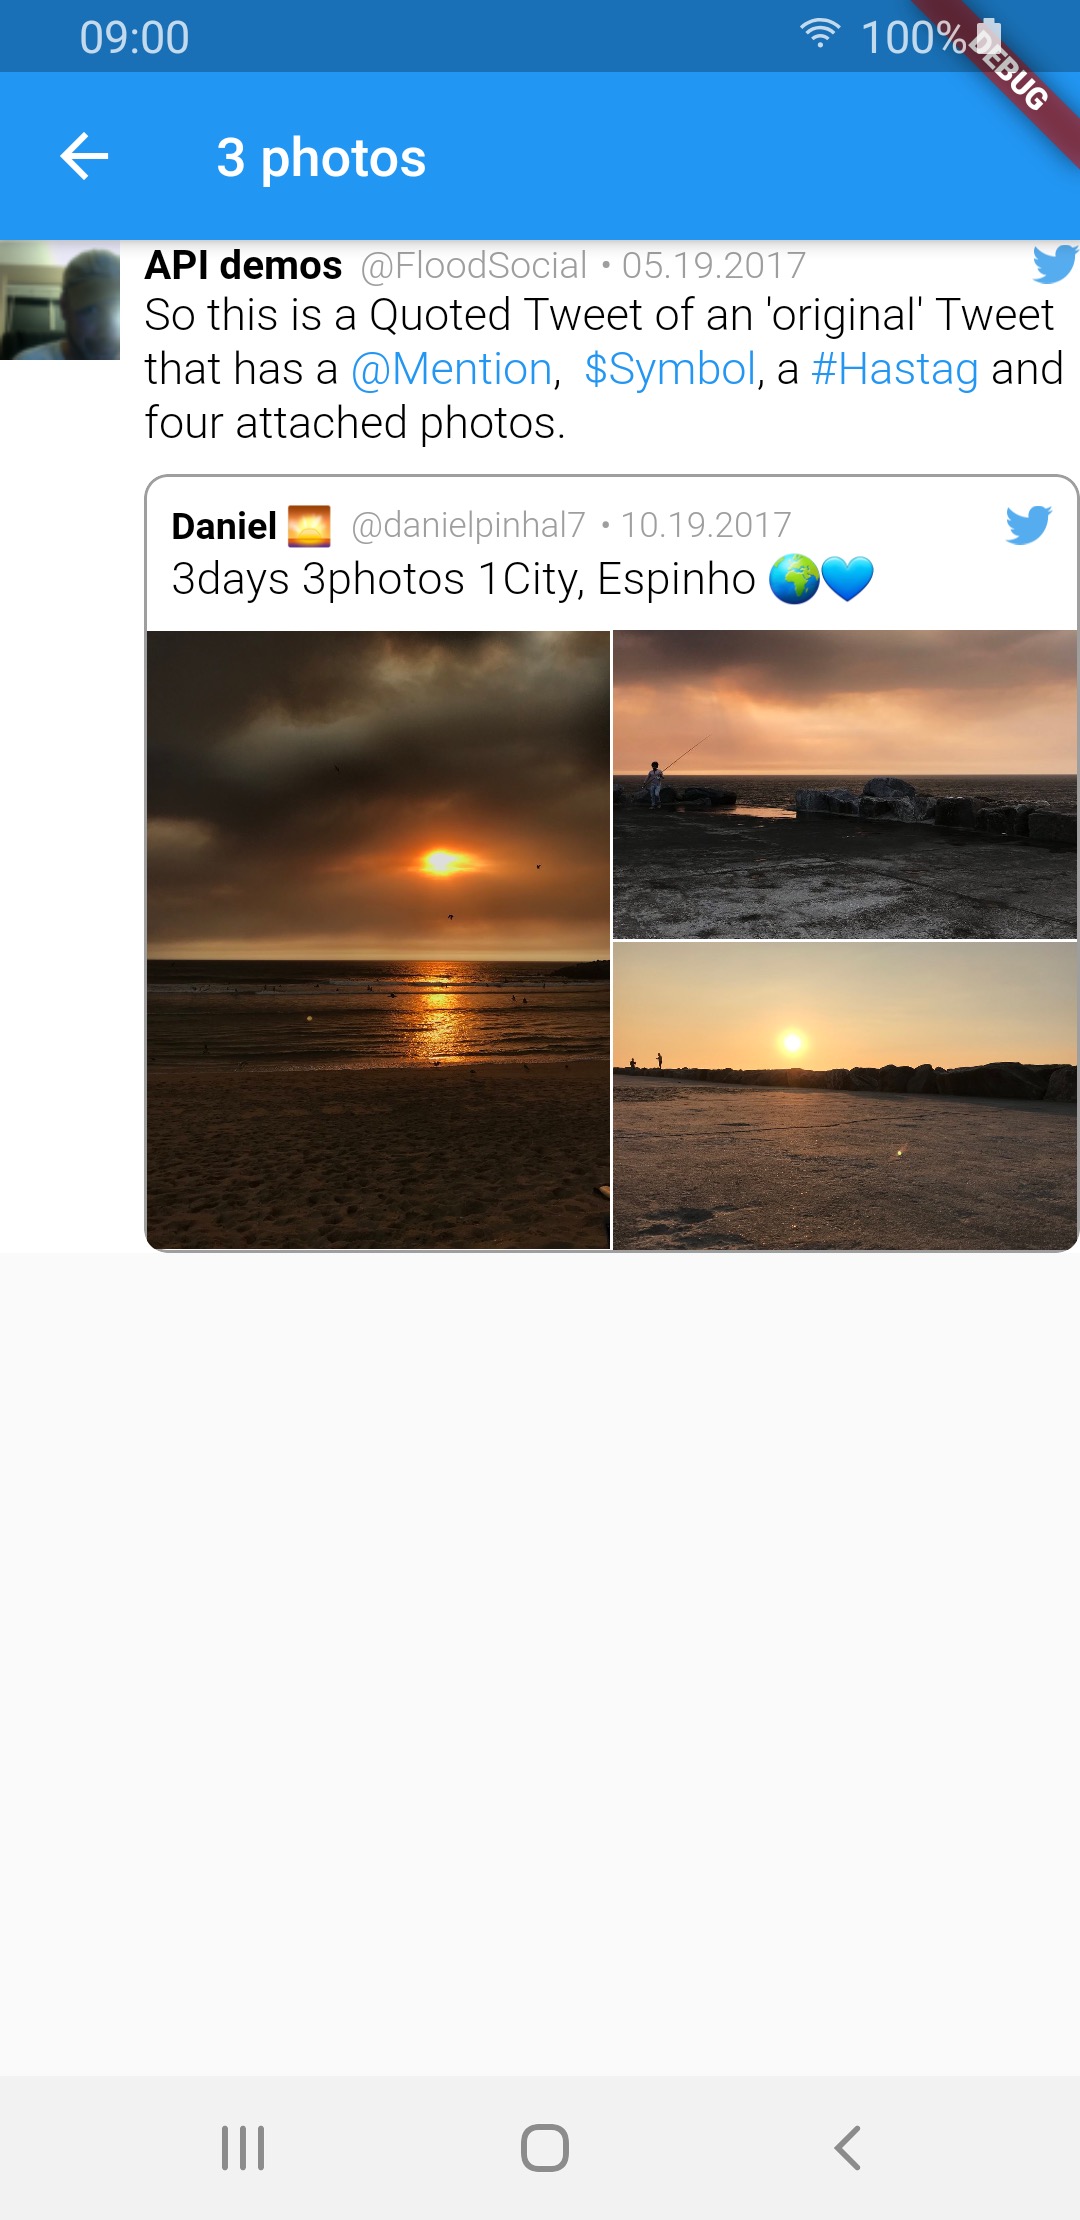 09:00 100%
DEBUG
3 photos
API demos @FloodSocial • 05.19.2017
So this is a Quoted Tweet of an 'original' Tweet
that has a @Mention,  $Symbol, a #Hastag and
four attached photos.
Daniel 🌅 @danielpinhal7 • 10.19.2017
3days 3photos 1City, Espinho 🌍💙